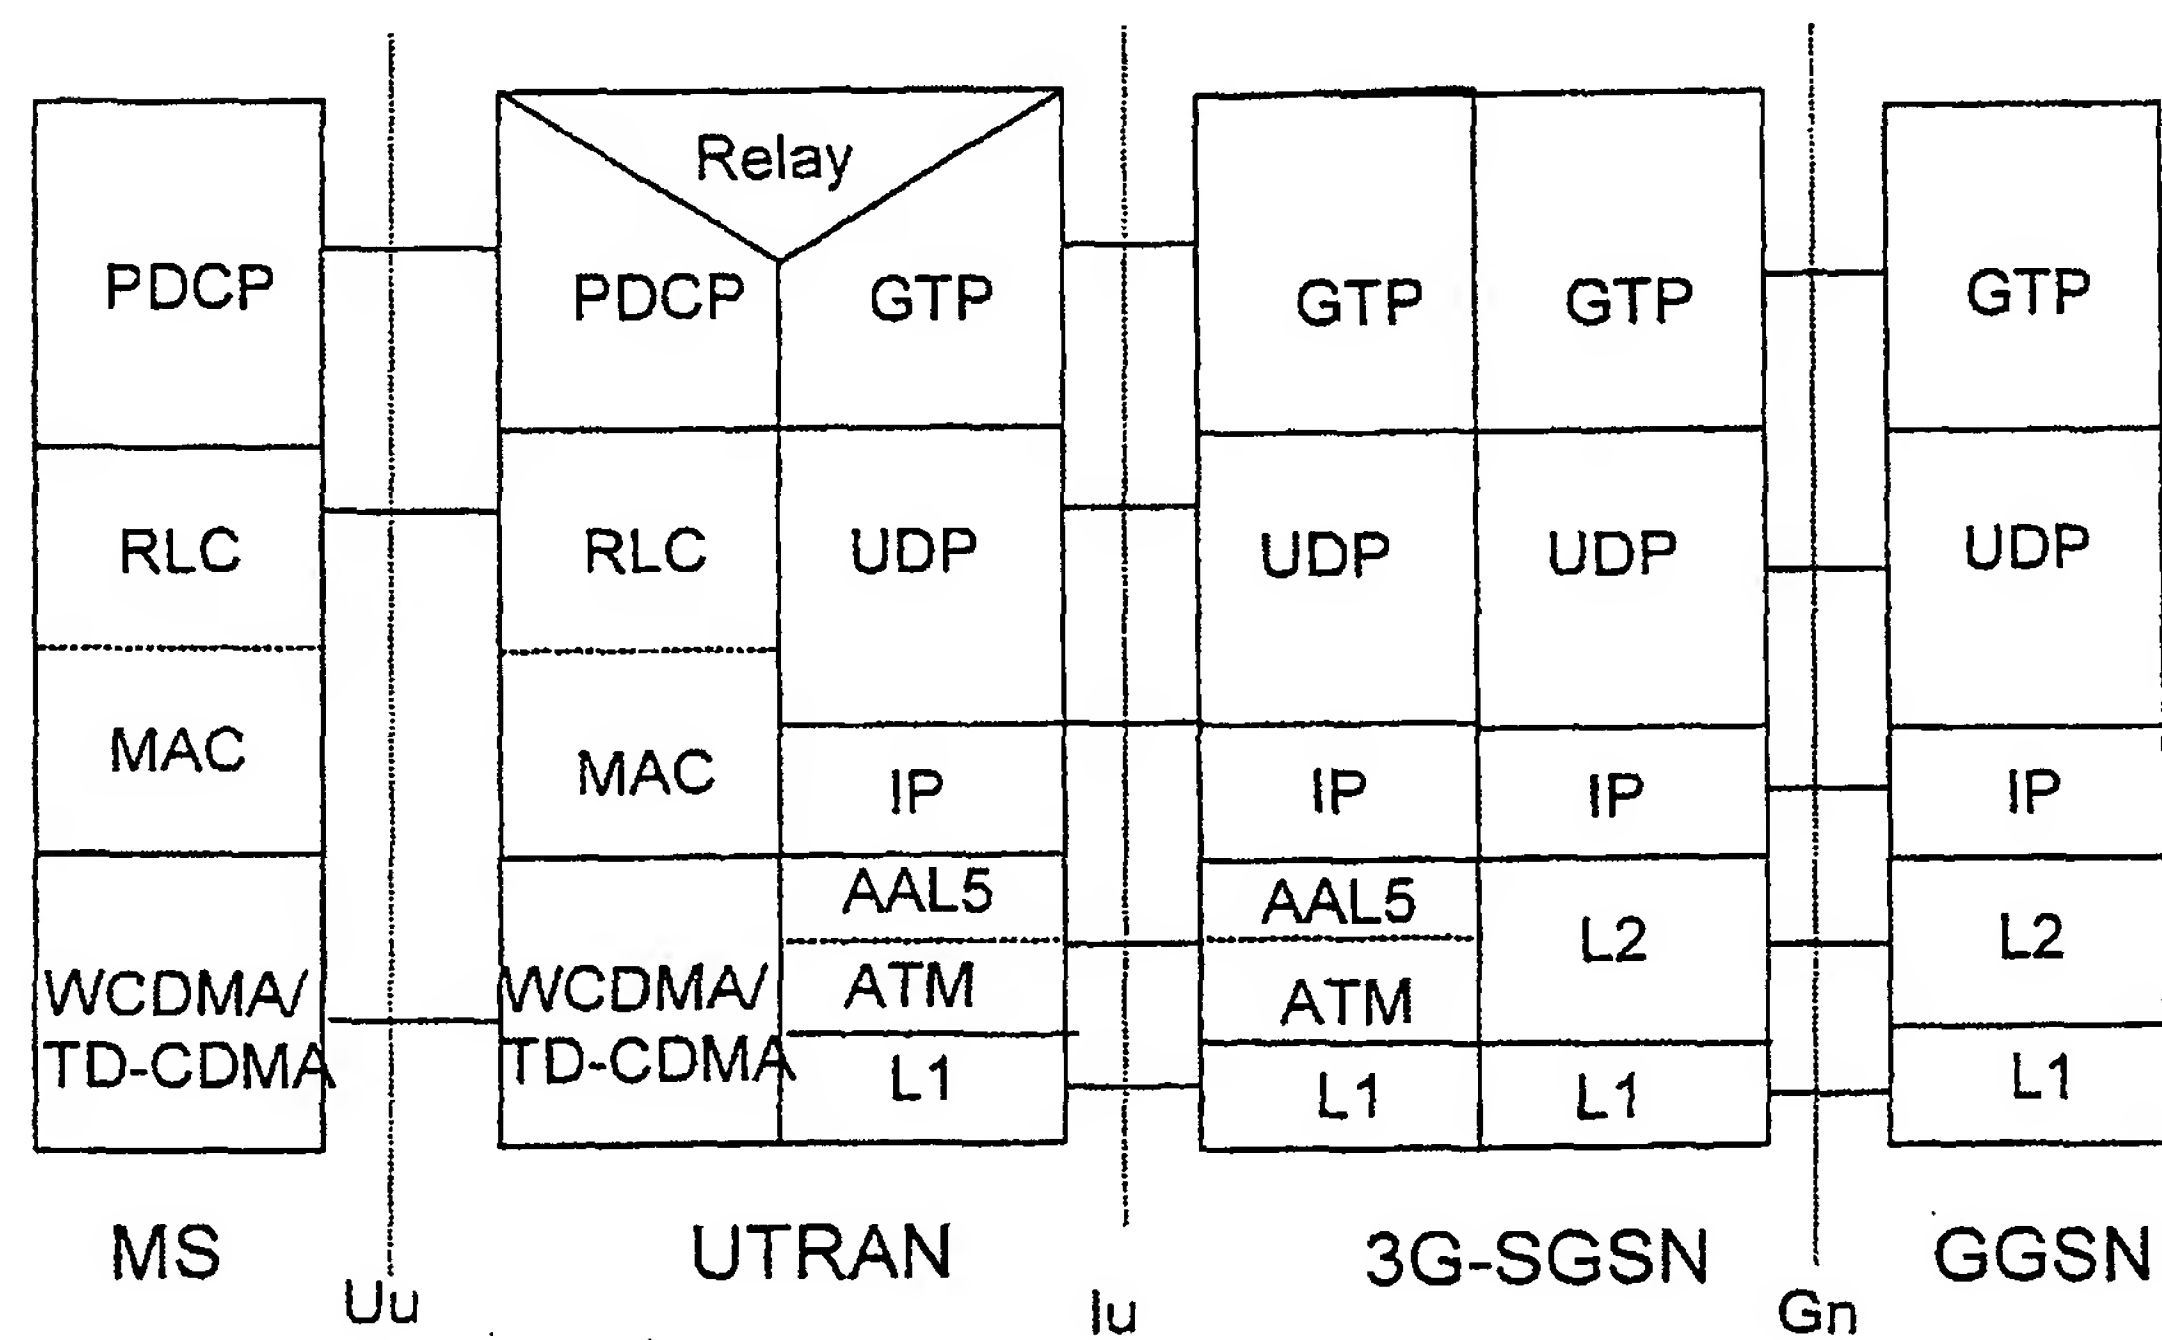 Relay
PDCP
PDCP
GTP
GTP
GTP
GTP
RLC
RLC
UDP
UDP
UDP
UDP
MAC
MAC
IP
IP
IP
IP
AAL5
AAL5
L2
L2
WCDMA/
TD-CDMA
WCDMA/
TD-CDMA
ATM
ATM
L1
L1
L1
L1
MS
UTRAN
3G-SGSN
GGSN
Uu
Iu
Gn